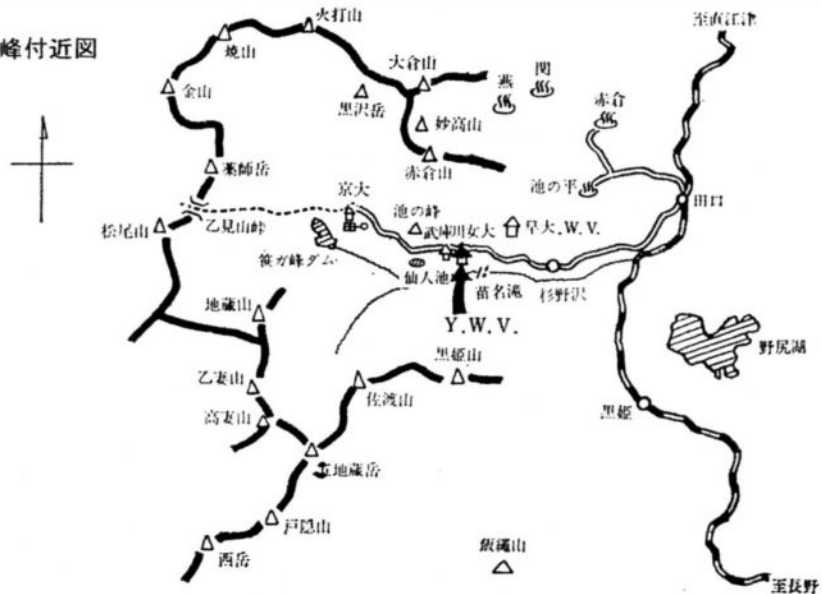 峰付近図
至直江津
火打山
焼山
大倉山
燕
関
金山
黒沢岳
妙高山
赤倉
赤倉山
薬師岳
池の平
田口
京大
池の峰
武庫川女大
早大.W.V.
松尾山
乙見山峠
笹ガ峰ダム
仙人池
苗名滝
杉野沢
Y.W.V.
地蔵山
野尻湖
黒姫山
乙妻山
佐渡山
黒姫
高妻山
地蔵岳
戸隠山
西岳
飯縄山
至長野